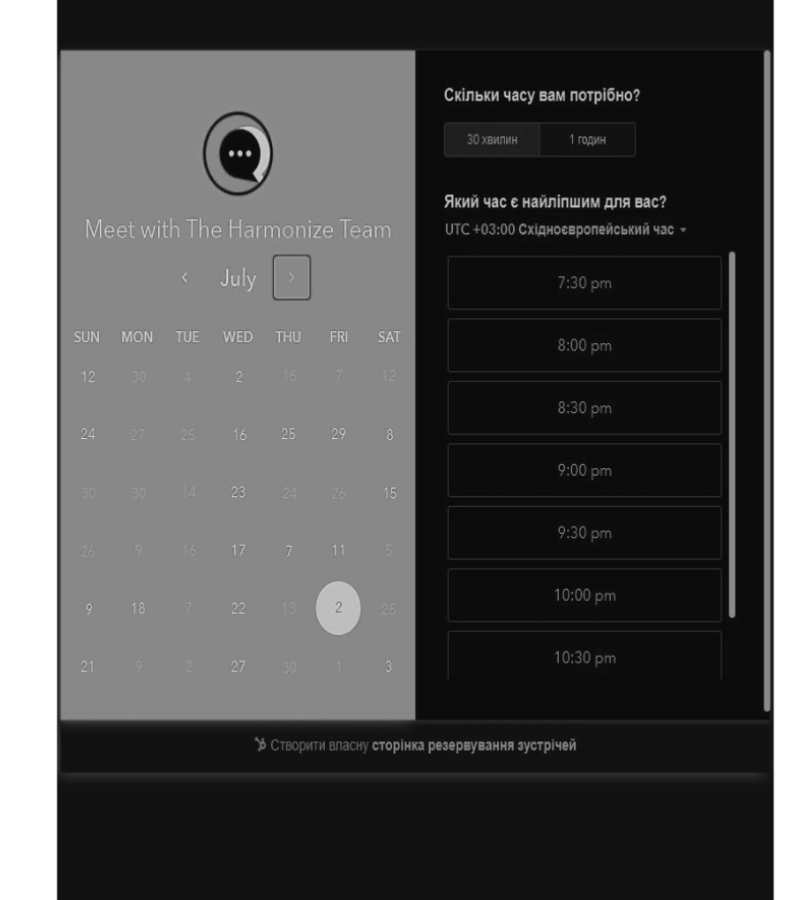 Meet with The Harmonize Team
July
SUN MON TUE WED THU FRI SAT
12 30 4 2 16 7 12
24 27 25 16 25 29 8
30 30 14 23 24 26 15
26 9 16 17 7 11 5
9 18 7 22 13 2 25
21 9 2 27 30 1 3
Скільки часу вам потрібно?
30 хвилин 1 годин
Який час є найліпшим для вас?
UTC +03:00 Східноєвропейський час
7:30 pm
8:00 pm
8:30 pm
9:00 pm
9:30 pm
10:00 pm
10:30 pm
Створити власну сторінка резервування зустрічей